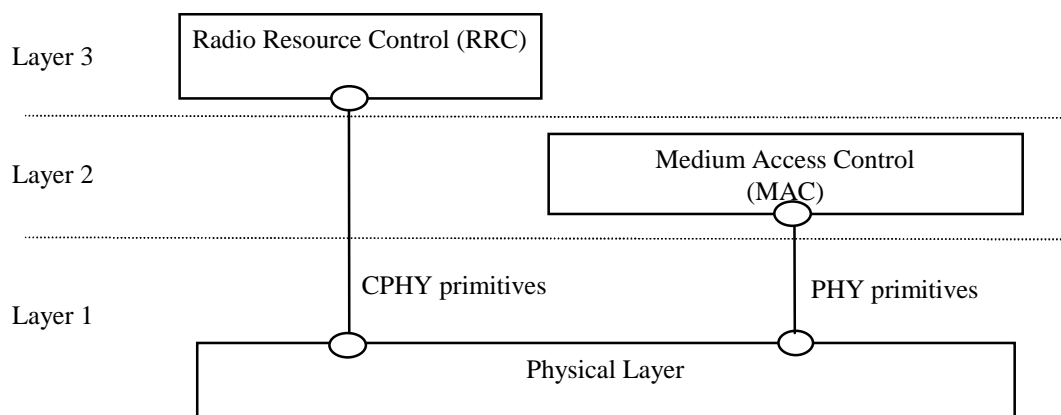 Radio Resource Control (RRC)
Layer 3
Medium Access Control
(MAC)
Layer 2
CPHY primitives
PHY primitives
Layer 1
Physical Layer